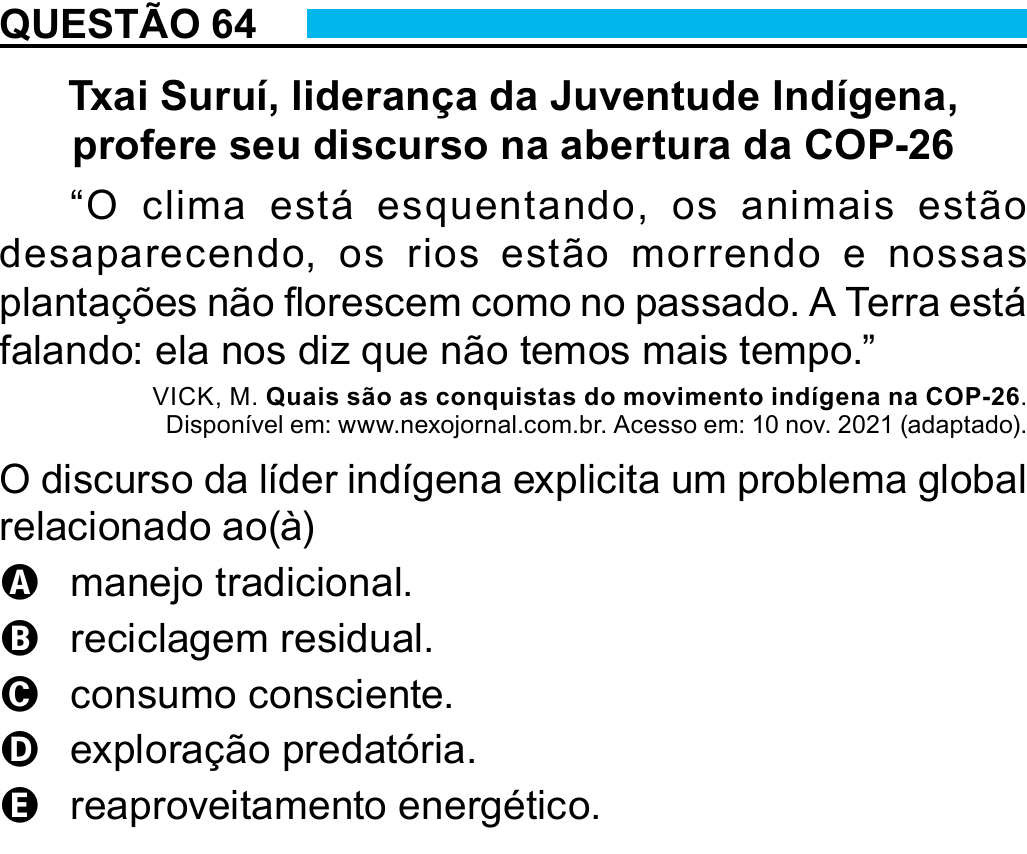 QUESTÃO 64
Txai Suruí, liderança da Juventude Indígena,
profere seu discurso na abertura da COP-26
“O clima está esquentando, os animais estão
desaparecendo, os rios estão morrendo e nossas
plantações não florescem como no passado. A Terra está
falando: ela nos diz que não temos mais tempo.”
VICK, M. Quais são as conquistas do movimento indígena na COP-26.
Disponível em: www.nexojornal.com.br. Acesso em: 10 nov. 2021 (adaptado).
O discurso da líder indígena explicita um problema global
relacionado ao(à)
A manejo tradicional.
B reciclagem residual.
C consumo consciente.
D exploração predatória.
E reaproveitamento energético.